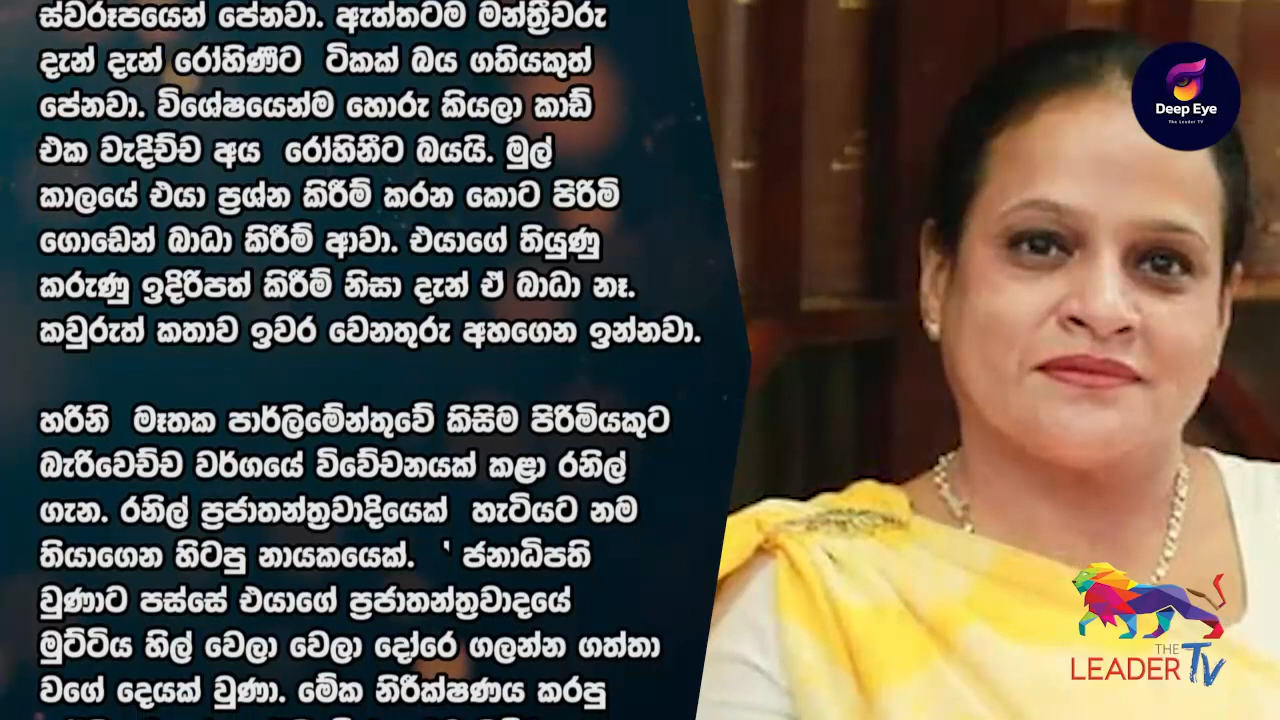 ස්වරූපයෙන් පේනවා. ඇත්තටම මන්ත්‍රීවරු
දැන් දැන් රෝහිණීට ටිකක් බය ගතියකුත්
පේනවා. විශේෂයෙන්ම හොරු කියලා කාඩ්
එක වැදිච්ච අය රෝහිනීට බයයි. මුල්
කාලයේ එයා ප්‍රශ්න කිරීම් කරන කොට පිරිමි
ගොඩෙන් බාධා කිරීම් ආවා. එයාගේ තියුණු
කරුණු ඉදිරිපත් කිරීම් නිසා දැන් ඒ බාධා නෑ.
කවුරුත් කතාව ඉවර වෙනතුරු අහගෙන ඉන්නවා.
හරිනි මෑතක පාර්ලිමේන්තුවේ කිසිම පිරිමියකුට
බැරිවෙච්ච වර්ගයේ විවේචනයක් කළා රනිල්
ගැන. රනිල් ප්‍රජාතන්ත්‍රවාදියෙක් හැටියට නම
තියාගෙන හිටපු නායකයෙක්. ' ජනාධිපති
වුණාට පස්සේ එයාගේ ප්‍රජාතන්ත්‍රවාදයේ
මුට්ටිය හිල් වෙලා වෙලා දෝරෙ ගලන්න ගත්තා
වගේ දෙයක් වුණා. මේක නිරීක්ෂණය කරපු
Deep Eye
The Leader TV
THE
LEADER TV